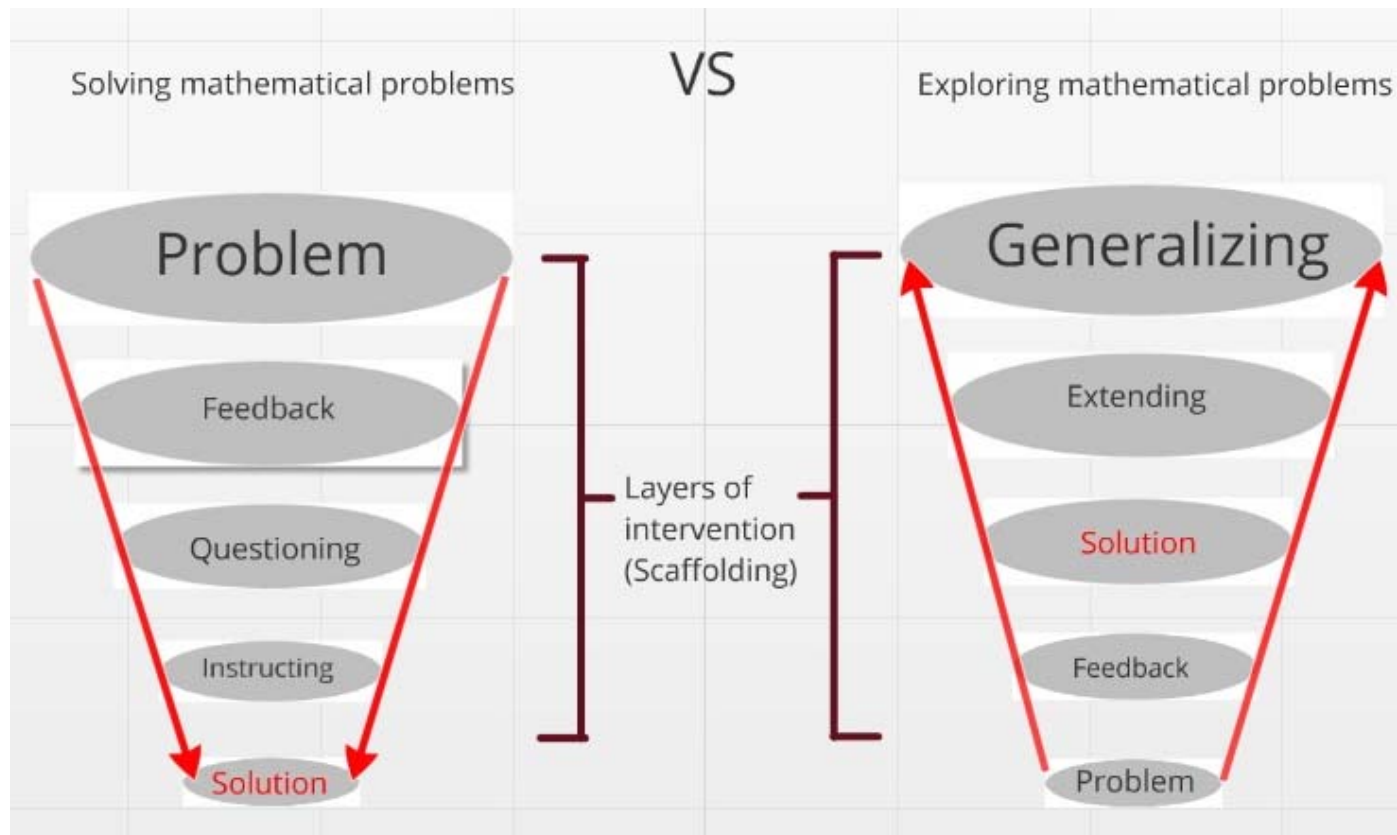 Solving mathematical problems
VS
Exploring mathematical problems
Problem
Feedback
Questioning
Instructing
Solution
Layers of
intervention
(Scaffolding)
Generalizing
Extending
Solution
Feedback
Problem